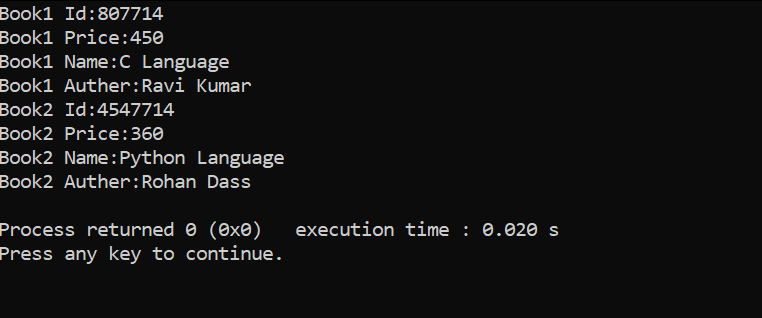 Book1 Id:807714
Book1 Price:450
Book1 Name:C Language
Book1 Auther:Ravi Kumar
Book2 Id:4547714
Book2 Price:360
Book2 Name:Python Language
Book2 Auther:Rohan Dass
Process returned 0 (0x0)   execution time : 0.020 s
Press any key to continue.